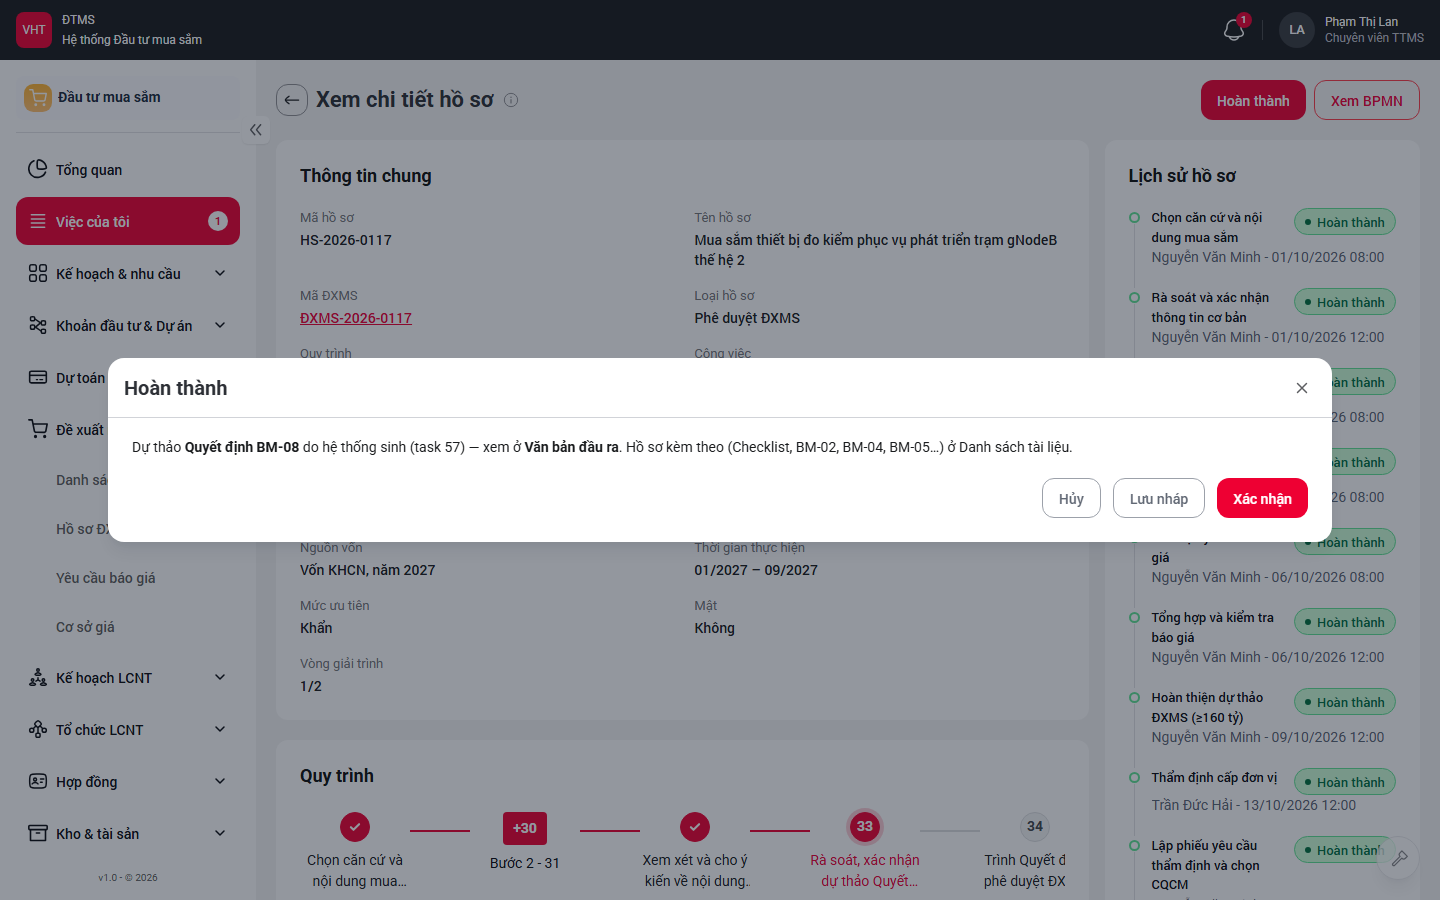 VHT
ĐTMS
Hệ thống Đầu tư mua sắm
1
LA
Phạm Thị Lan
Chuyên viên TTMS
Đầu tư mua sắm
Tổng quan
Việc của tôi
1
Kế hoạch & nhu cầu
Khoản đầu tư & Dự án
Dự toán
Đề xuất
Hồ sơ
Yêu cầu báo giá
Cơ sở giá
Kế hoạch LCNT
Tổ chức LCNT
Hợp đồng
Kho & tài sản
v1.0 - © 2026
Xem chi tiết hồ sơ
Hoàn thành
Xem BPMN
Thông tin chung
Mã hồ sơ
HS-2026-0117
Tên hồ sơ
Mua sắm thiết bị đo kiểm phục vụ phát triển trạm gNodeB
thế hệ 2
Mã ĐXMS
ĐXMS-2026-0117
Loại hồ sơ
Phê duyệt ĐXMS
Quy trình
Công việc
Hoàn thành
Dự thảo Quyết định BM-08 do hệ thống sinh (task 57) — xem ở Văn bản đầu ra. Hồ sơ kèm theo (Checklist, BM-02, BM-04, BM-05...) ở Danh sách tài liệu.
Hủy
Lưu nháp
Xác nhận
Nguồn vốn
Vốn KHCN, năm 2027
Thời gian thực hiện
01/2027 – 09/2027
Mức ưu tiên
Khẩn
Mật
Không
Vòng giải trình
1/2
Quy trình
Chọn căn cứ và
nội dung mua...
+30
Bước 2 - 31
Xem xét và cho ý
kiến về nội dung..
33
Rà soát, xác nhận
dự thảo Quyết...
34
Trình Quyết
phê duyệt
Lịch sử hồ sơ
Chọn căn cứ và nội
dung mua sắm
Hoàn thành
Nguyễn Văn Minh - 01/10/2026 08:00
Rà soát và xác nhận
thông tin cơ bản
Hoàn thành
Nguyễn Văn Minh - 01/10/2026 12:00
thành
08:00
thành
08:00
giá
Hoàn thành
Nguyễn Văn Minh - 06/10/2026 08:00
Tổng hợp và kiểm tra
báo giá
Hoàn thành
Nguyễn Văn Minh - 06/10/2026 12:00
Hoàn thiện dự thảo
ĐXMS (≥160 tỷ)
Hoàn thành
Nguyễn Văn Minh - 09/10/2026 12:00
Thẩm định cấp đơn vị
Hoàn thành
Trần Đức Hải - 13/10/2026 12:00
Lập phiếu yêu cầu
thẩm định và chọn
CQCM
Hoàn thành